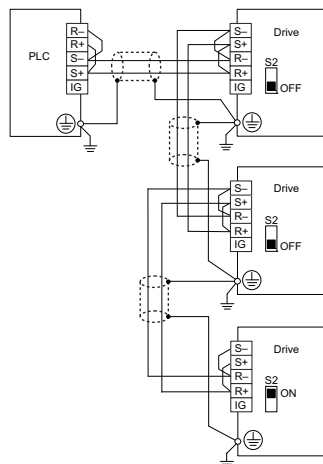 PLC
R–
R+
S–
S+
IG
S–
S+
R–
R+
IG
Drive
S2
OFF
S–
S+
R–
R+
IG
Drive
S2
OFF
S–
S+
R–
R+
IG
Drive
S2
ON